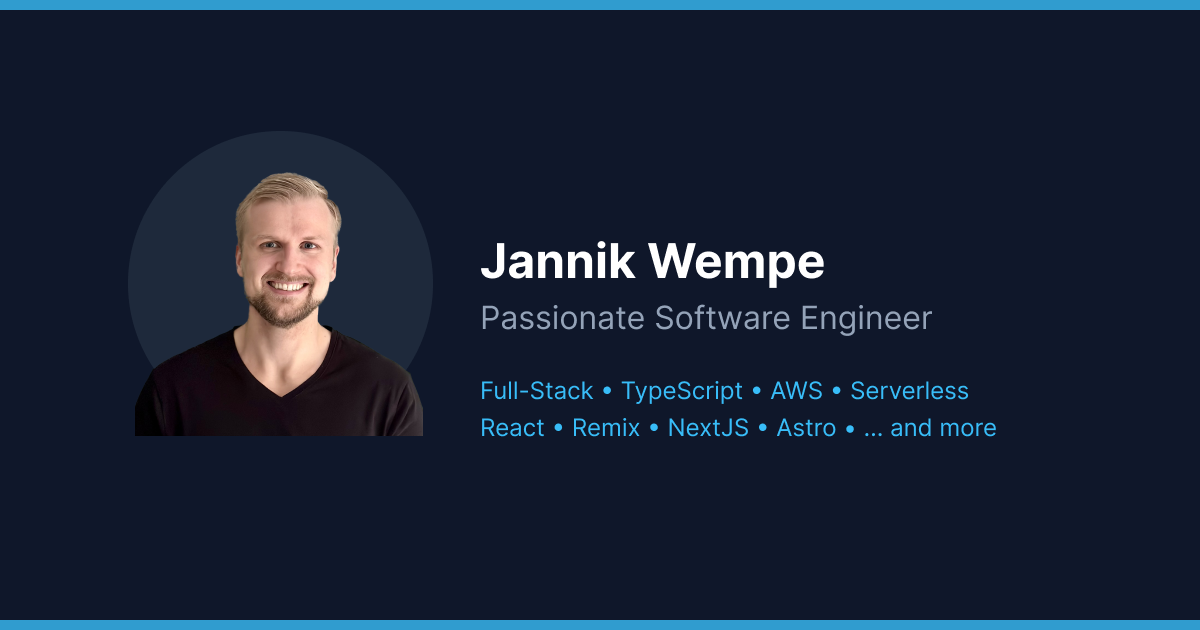 Jannik Wempe
Passionate Software Engineer
Full-Stack • TypeScript • AWS • Serverless
React • Remix • NextJS • Astro • ... and more